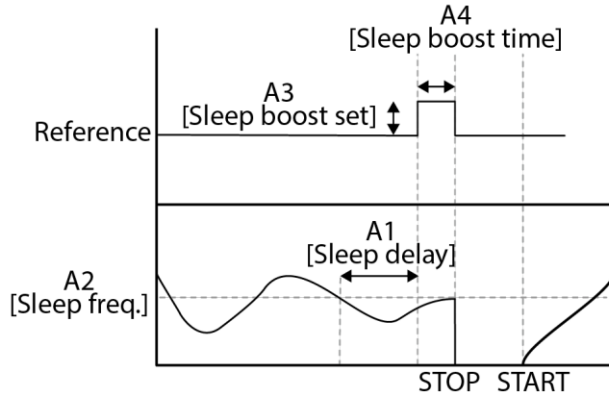 A4
[Sleep boost time]
A3
[Sleep boost set]
Reference
A1
[Sleep delay]
A2
[Sleep freq.]
STOP START